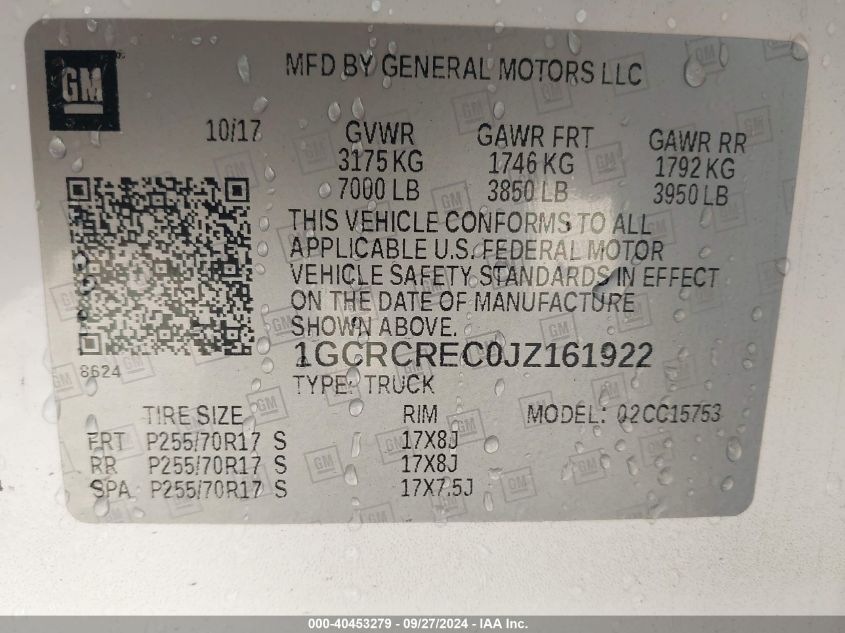 GM
MFD BY GENERAL MOTORS LLC
10/17 GVWR GAWR FRT GAWR RR
3175 KG 1746 KG 1792 KG
7000 LB 3850 LB 3950 LB
THIS VEHICLE CONFORMS TO ALL
APPLICABLE U.S. FEDERAL MOTOR
VEHICLE SAFETY STANDARDS IN EFFECT
ON THE DATE OF MANUFACTURE
SHOWN ABOVE.
1GCRCREC0JZ161922
8624
TYPE: TRUCK
TIRE SIZE RIM MODEL: 02CC15753
FRT P255/70R17 S 17X8J
RR P255/70R17 S 17X8J
SPA P255/70R17 S 17X7.5J
000-40453279 - 09/27/2024 - IAA Inc.